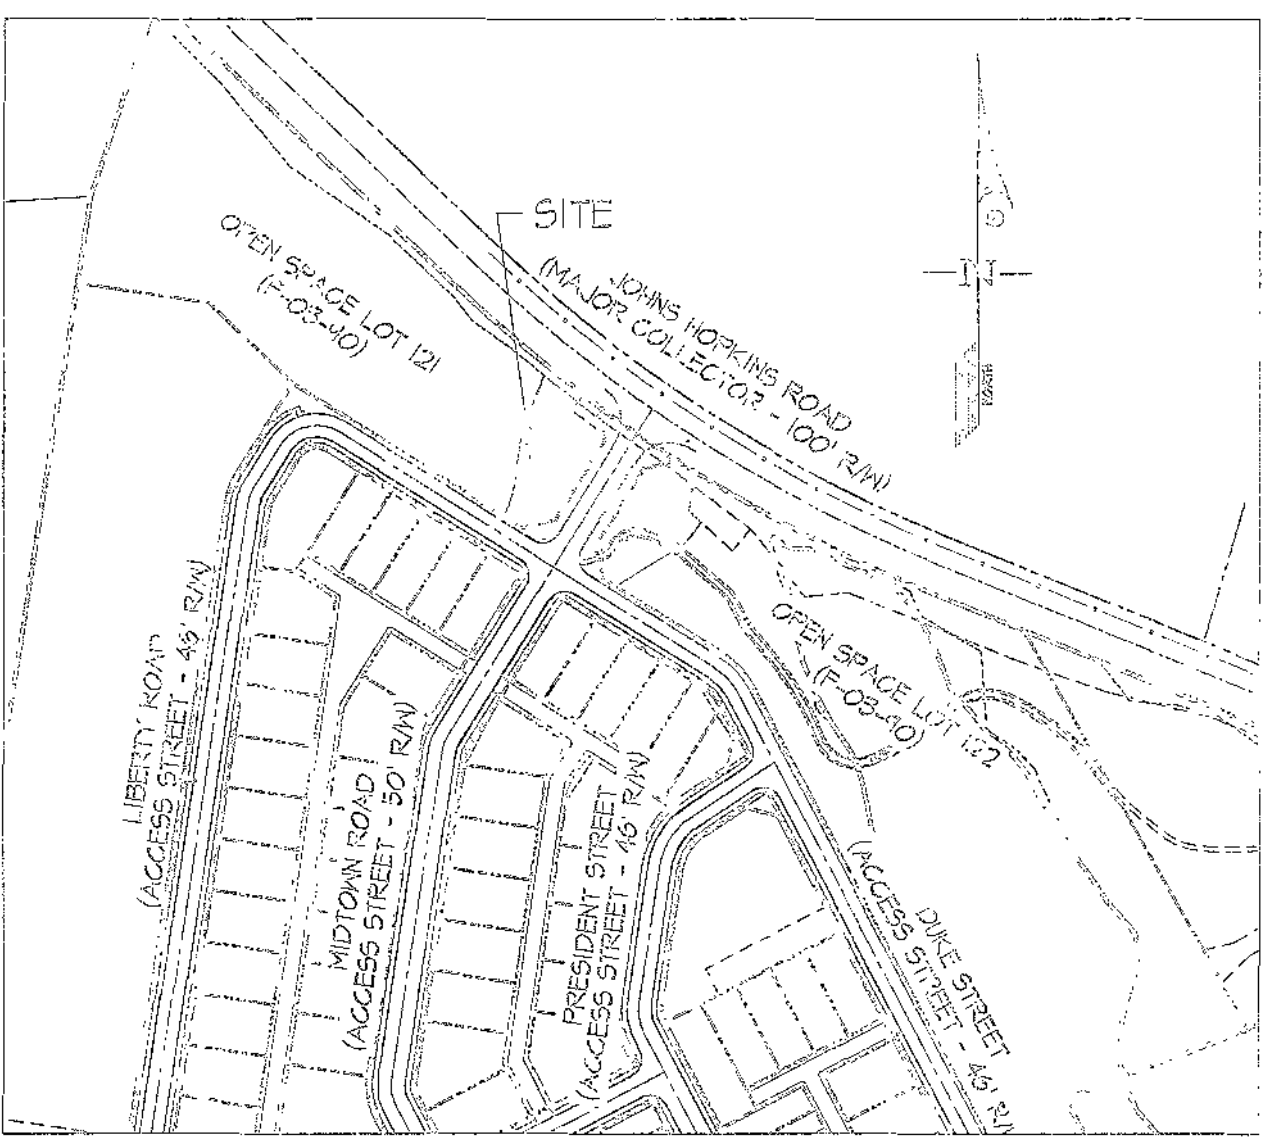 SITE
JOHNS HOPKINS ROAD
(MAJOR COLLECTOR - 100' R/W)
OPEN SPACE LOT 121
(F-03-90)
N
OPEN SPACE LOT 122
(F-03-90)
LIBERTY ROAD
(ACCESS STREET - 46' R/W)
MIDTOWN ROAD
(ACCESS STREET - 50' R/W)
PRESIDENT STREET
(ACCESS STREET - 46' R/W)
DUKE STREET
(ACCESS STREET - 46' R/W